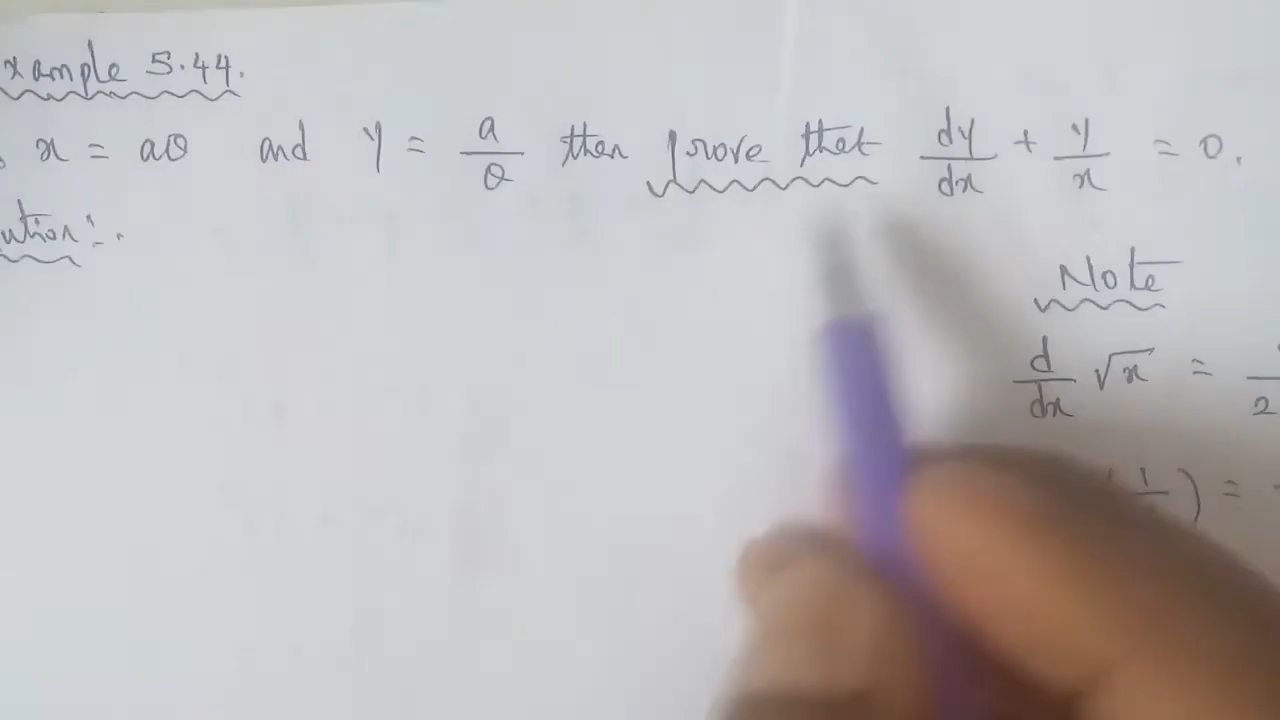 xample 5.44.
x = aθ and y = a/θ then prove that dy/dx + y/x = 0.
ution:-
Note
d/dx √x =